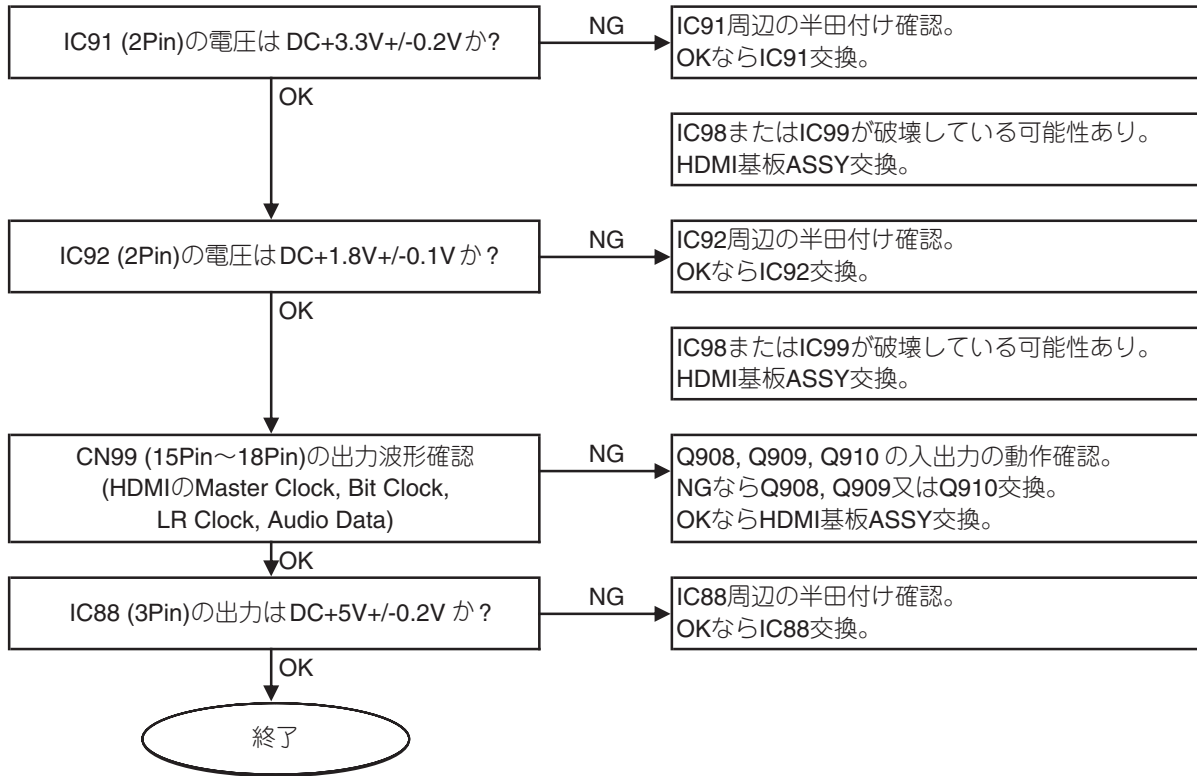 IC91 (2Pin)の電圧は DC+3.3V+/-0.2Vか?
NG
IC91周辺の半田付け確認。
OKならIC91交換。
OK
IC98またはIC99が破壊している可能性あり。
HDMI基板ASSY交換。
IC92 (2Pin)の電圧はDC+1.8V+/-0.1Vか?
NG
IC92周辺の半田付け確認。
OKならIC92交換。
OK
IC98またはIC99が破壊している可能性あり。
HDMI基板ASSY交換。
CN99 (15Pin～18Pin)の出力波形確認
(HDMIのMaster Clock, Bit Clock,
LR Clock, Audio Data)
NG
Q908, Q909, Q910 の入出力の動作確認。
NGならQ908, Q909又はQ910交換。
OKならHDMI基板ASSY交換。
OK
IC88 (3Pin)の出力はDC+5V+/-0.2V か?
NG
IC88周辺の半田付け確認。
OKならIC88交換。
OK
終了